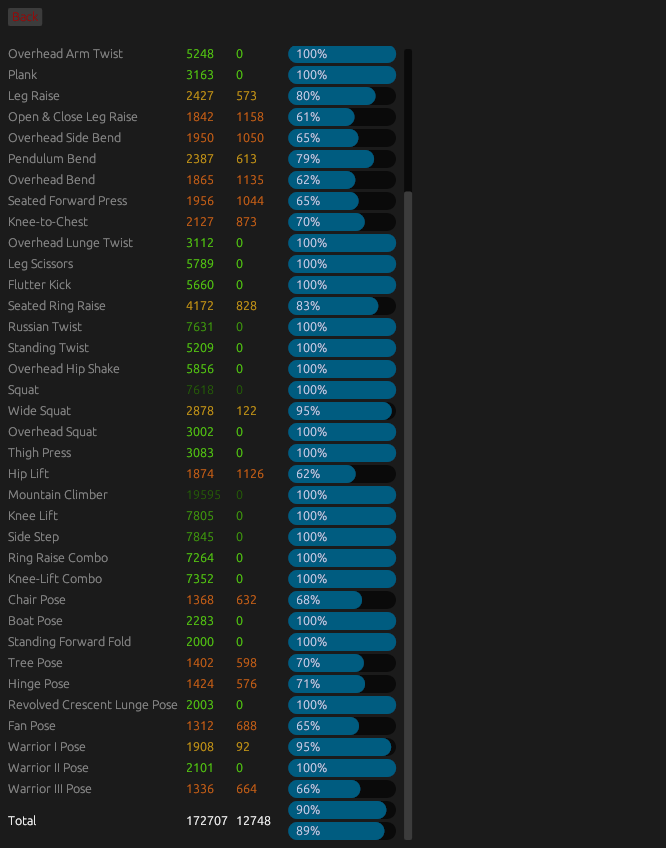 Back
Overhead Arm Twist 5248 0 100%
Plank 3163 0 100%
Leg Raise 2427 573 80%
Open & Close Leg Raise 1842 1158 61%
Overhead Side Bend 1950 1050 65%
Pendulum Bend 2387 613 79%
Overhead Bend 1865 1135 62%
Seated Forward Press 1956 1044 65%
Knee-to-Chest 2127 873 70%
Overhead Lunge Twist 3112 0 100%
Leg Scissors 5789 0 100%
Flutter Kick 5660 0 100%
Seated Ring Raise 4172 828 83%
Russian Twist 7631 0 100%
Standing Twist 5209 0 100%
Overhead Hip Shake 5856 0 100%
Squat 7618 0 100%
Wide Squat 2878 122 95%
Overhead Squat 3002 0 100%
Thigh Press 3083 0 100%
Hip Lift 1874 1126 62%
Mountain Climber 19595 0 100%
Knee Lift 7805 0 100%
Side Step 7845 0 100%
Ring Raise Combo 7264 0 100%
Knee-Lift Combo 7352 0 100%
Chair Pose 1368 632 68%
Boat Pose 2283 0 100%
Standing Forward Fold 2000 0 100%
Tree Pose 1402 598 70%
Hinge Pose 1424 576 71%
Revolved Crescent Lunge Pose 2003 0 100%
Fan Pose 1312 688 65%
Warrior I Pose 1908 92 95%
Warrior II Pose 2101 0 100%
Warrior III Pose 1336 664 66%
90%
Total 172707 12748
89%